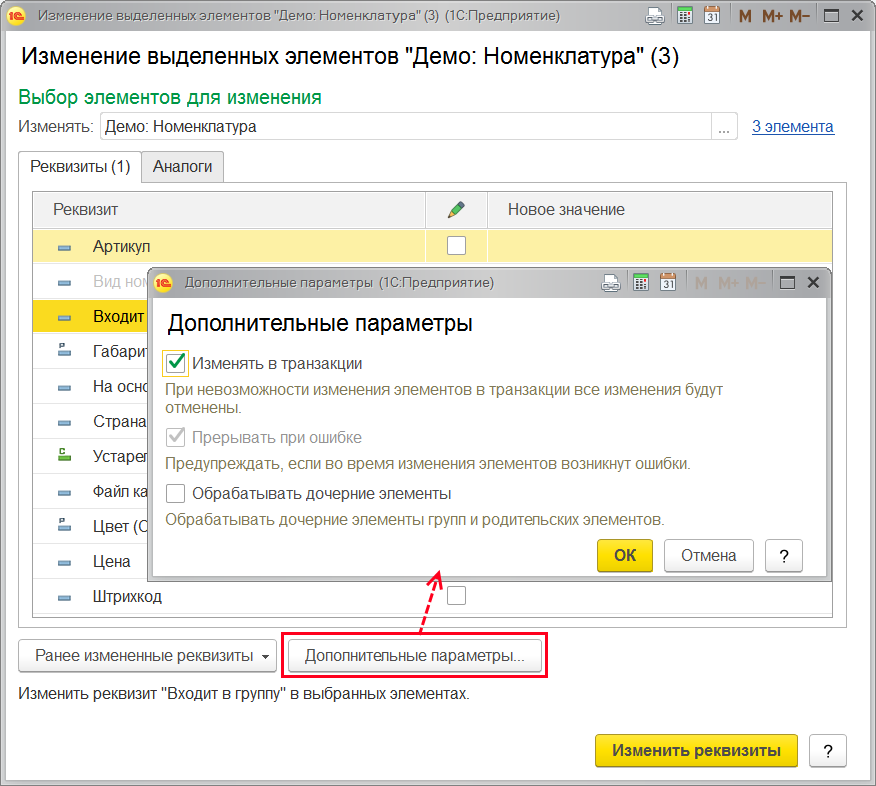 Изменение выделенных элементов "Демо: Номенклатура" (3) (1С:Предприятие)
31 M M+ M−
Изменение выделенных элементов "Демо: Номенклатура" (3)
Выбор элементов для изменения
Изменять: Демо: Номенклатура ... 3 элемента
Реквизиты (1) Аналоги
Реквизит Новое значение
Артикул
Вид ном
Входит
Габарит
На осно
Страна
Устарел
Файл ка
Цвет (С
Цена
Штрихкод
Дополнительные параметры (1С:Предприятие)
31 M M+ M−
Дополнительные параметры
Изменять в транзакции
При невозможности изменения элементов в транзакции все изменения будут
отменены.
Прерывать при ошибке
Предупреждать, если во время изменения элементов возникнут ошибки.
Обрабатывать дочерние элементы
Обрабатывать дочерние элементы групп и родительских элементов.
ОК Отмена ?
Ранее измененные реквизиты Дополнительные параметры...
Изменить реквизит "Входит в группу" в выбранных элементах.
Изменить реквизиты ?